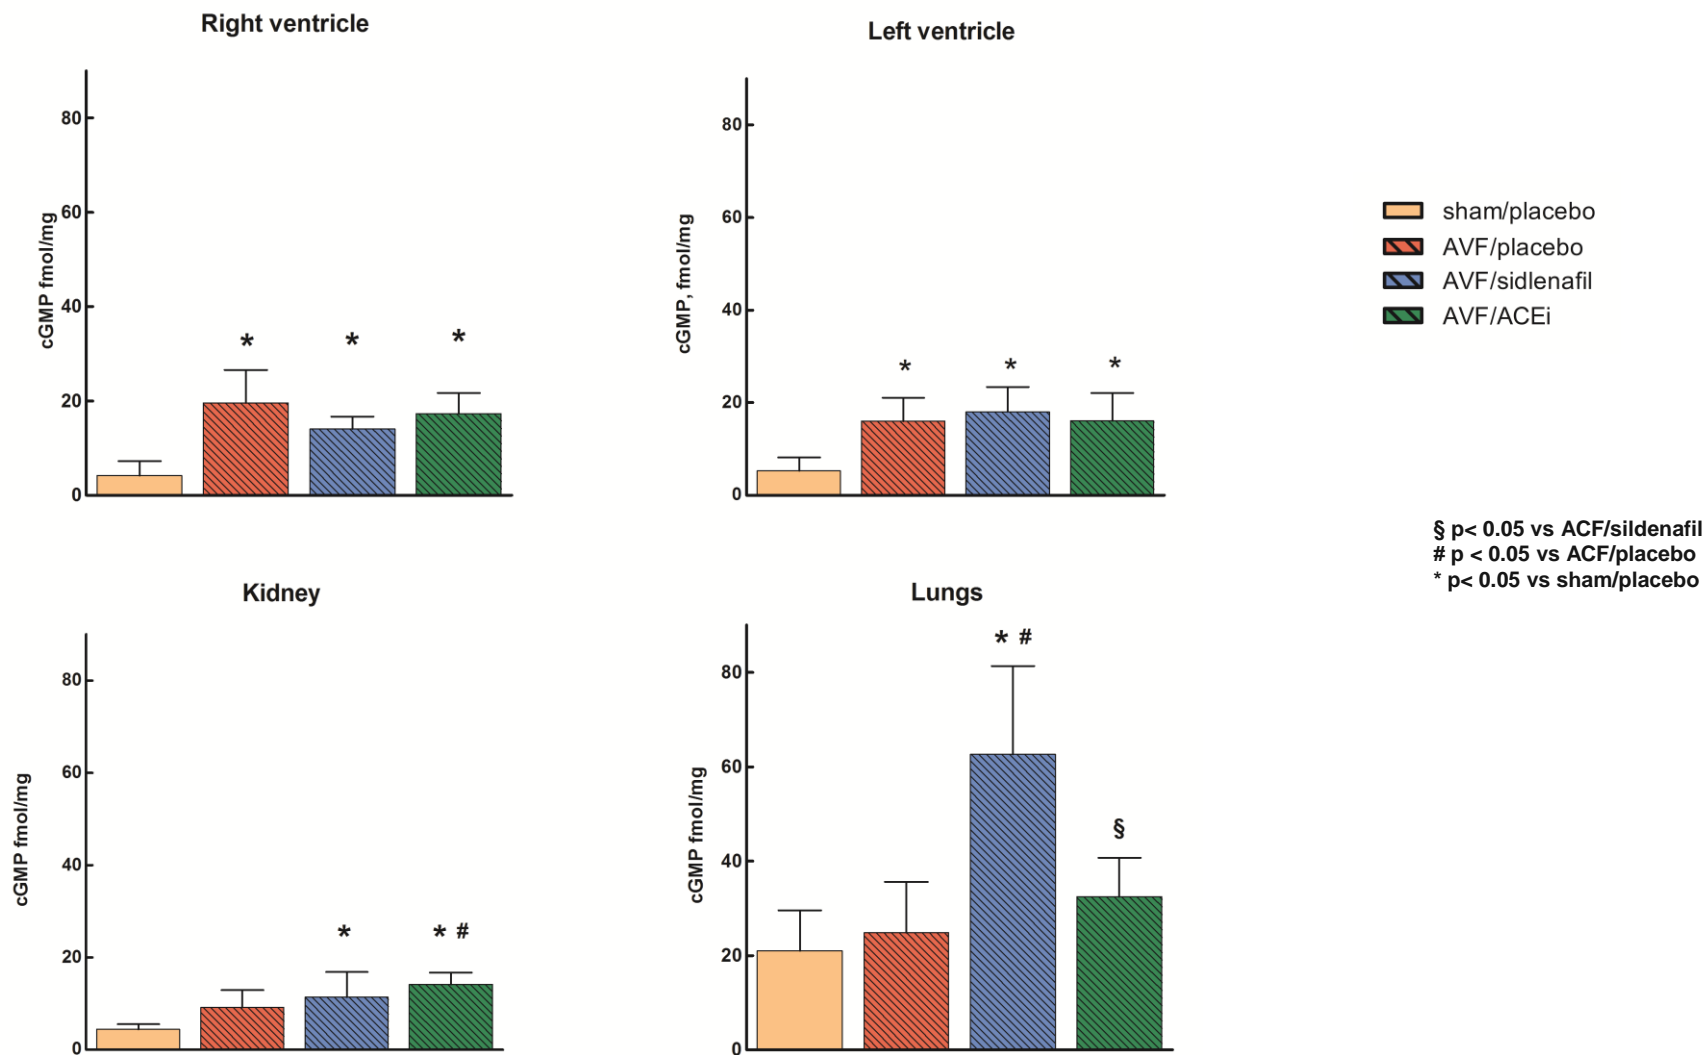 Right ventricle
80
60
40
20
0
cGMP fmol/mg
* * *
Left ventricle
80
60
40
20
0
cGMP, fmol/mg
* * *
sham/placebo
AVF/placebo
AVF/sidlenafil
AVF/ACEi
§ p< 0.05 vs ACF/sildenafil
# p < 0.05 vs ACF/placebo
* p< 0.05 vs sham/placebo
Kidney
80
60
40
20
0
cGMP fmol/mg
* * #
Lungs
80
60
40
20
0
cGMP fmol/mg
* #
§